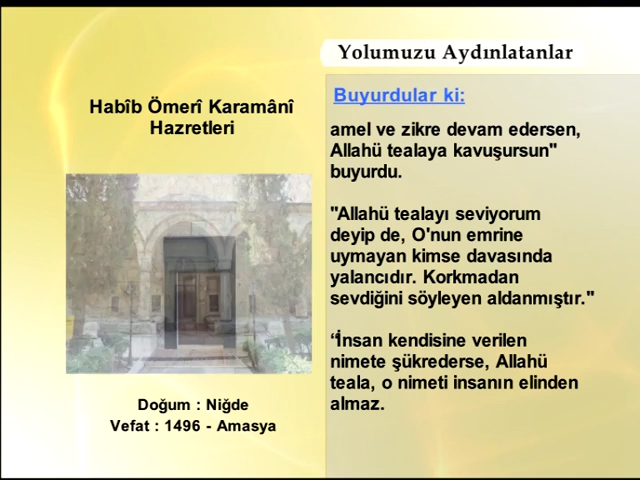 Yolumuzu Aydınlatanlar
Habîb Ömerî Karamânî
Hazretleri
Doğum : Niğde
Vefat : 1496 - Amasya
Buyurdular ki:
amel ve zikre devam edersen,
Allahü tealaya kavuşursun"
buyurdu.
"Allahü tealayı seviyorum
deyip de, O'nun emrine
uymayan kimse davasında
yalancıdır. Korkmadan
sevdiğini söyleyen aldanmıştır."
“İnsan kendisine verilen
nimete şükrederse, Allahü
teala, o nimeti insanın elinden
almaz.